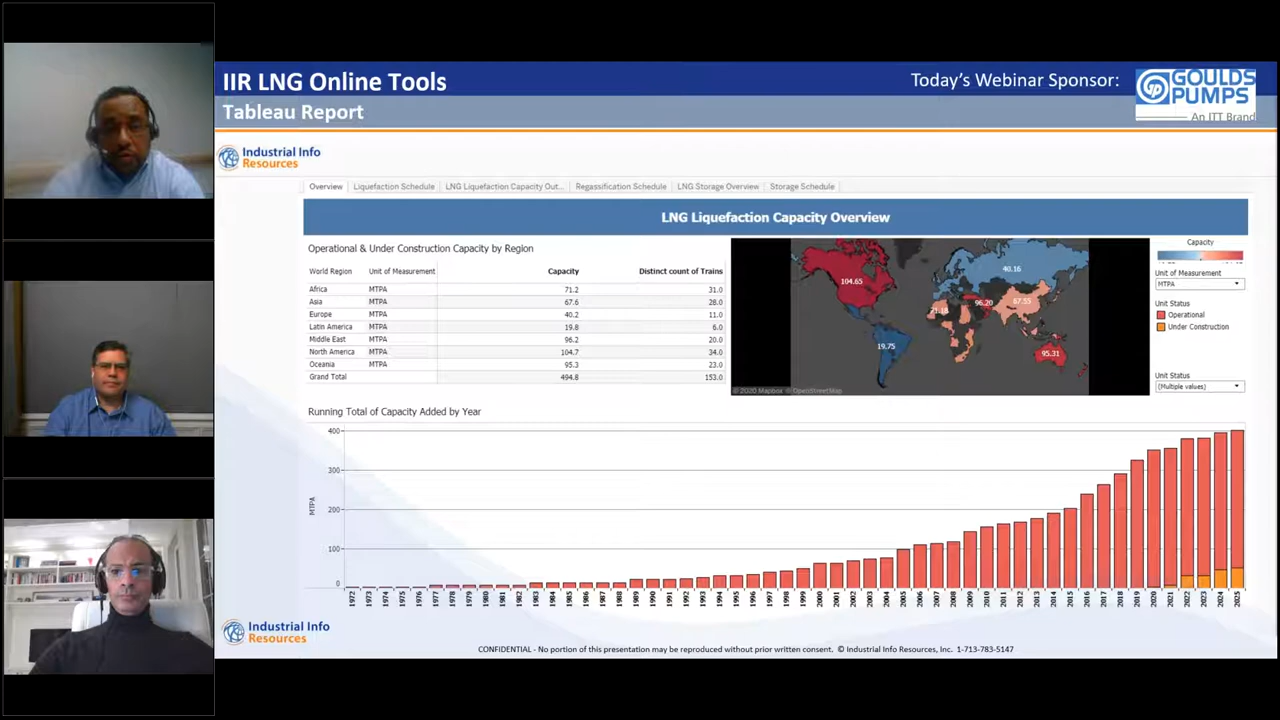 IIR LNG Online Tools
Today's Webinar Sponsor:
GOULDS
PUMPS
An ITT Brand
Tableau Report
Industrial Info
Resources
Overview Liquefaction Schedule LNG Liquefaction Capacity Out... Regassification Schedule LNG Storage Overview Storage Schedule
LNG Liquefaction Capacity Overview
Operational & Under Construction Capacity by Region
World Region Unit of Measurement Capacity Distinct count of Trains
Africa MTPA 71.2 31.0
Asia MTPA 67.6 28.0
Europe MTPA 40.2 11.0
Latin America MTPA 19.8 6.0
Middle East MTPA 96.2 20.0
North America MTPA 104.7 34.0
Oceania MTPA 95.3 23.0
Grand Total 494.8 153.0
104.65
40.16
71.18
96.20
67.55
19.75
95.31
© 2020 Mapbox © OpenStreetMap
Capacity
Unit of Measurement
MTPA
Unit Status
Operational
Under Construction
Unit Status
(Multiple values)
Running Total of Capacity Added by Year
MTPA
400
300
200
100
0
1972 1973 1974 1975 1976 1977 1978 1979 1980 1981 1982 1983 1984 1985 1986 1987 1988 1989 1990 1991 1992 1993 1994 1995 1996 1997 1998 1999 2000 2001 2002 2003 2004 2005 2006 2007 2008 2009 2010 2011 2012 2013 2014 2015 2016 2017 2018 2019 2020 2021 2022 2023 2024 2025
Industrial Info
Resources
CONFIDENTIAL - No portion of this presentation may be reproduced without prior written consent. © Industrial Info Resources, Inc. 1-713-783-5147